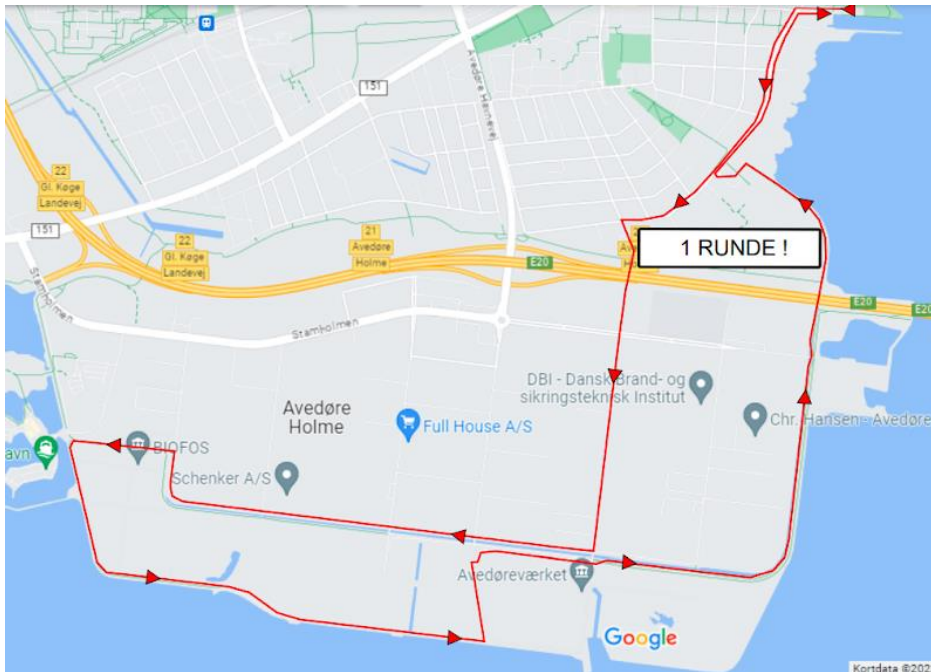 151
Avedøre Havnevej
22
Gl. Køge
Landevej
151
22
Gl. Køge
Landevej
21
Avedøre
Holme
E20
1 RUNDE !
E20
E20
Stamholmen
Stamholmen
DBI - Dansk Brand- og
sikringsteknisk Institut
Avedøre
Holme
Full House A/S
Chr. Hansen - Avedøre
avn
BIOFOS
Schenker A/S
Avedøreværket
Google
Kortdata ©202